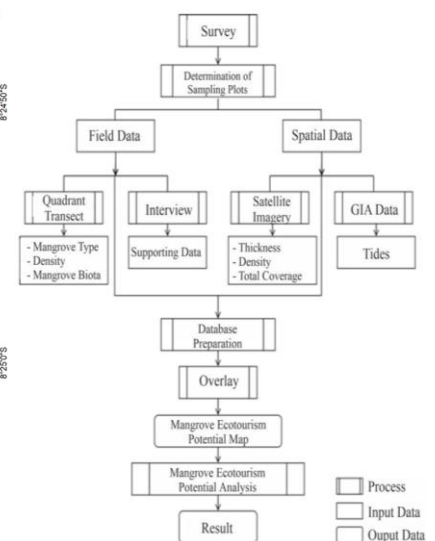 8°24'50"S
8°25'0"S
Survey
Determination of
Sampling Plots
Field Data
Spatial Data
Quadrant
Transect
Interview
Satellite
Imagery
GIA Data
- Mangrove Type
- Density
- Mangrove Biota
Supporting Data
- Thickness
- Density
- Total Coverage
Tides
Database
Preparation
Overlay
Mangrove Ecotourism
Potential Map
Mangrove Ecotourism
Potential Analysis
Result
Process
Input Data
Ouput Data